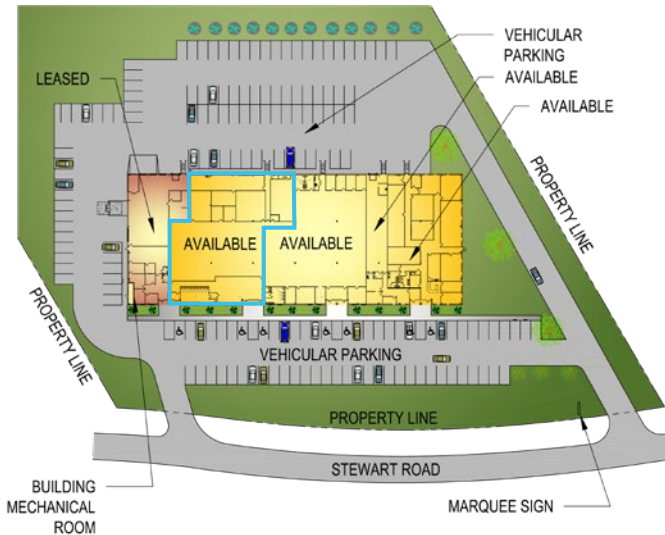 VEHICULAR
PARKING
LEASED
AVAILABLE
AVAILABLE
PROPERTY LINE
AVAILABLE
AVAILABLE
PROPERTY LINE
VEHICULAR PARKING
PROPERTY LINE
STEWART ROAD
BUILDING
MECHANICAL
ROOM
MARQUEE SIGN